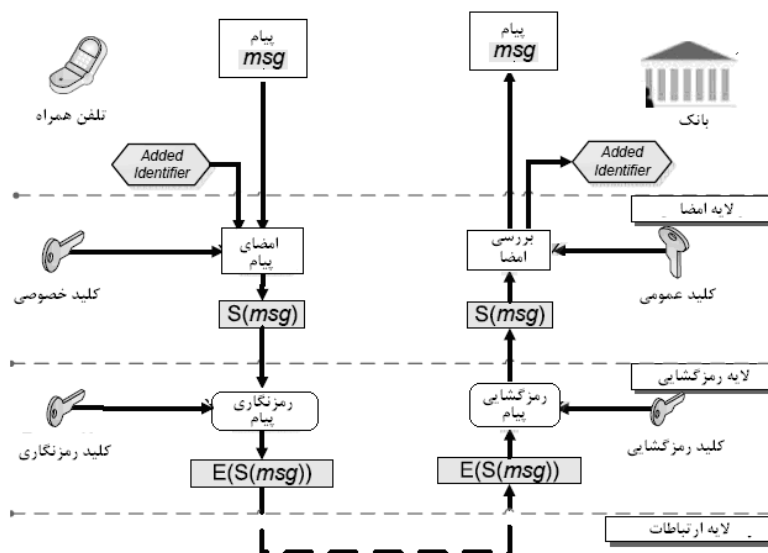 پیام
msg
پیام
msg
تلفن همراه
بانک
Added
Identifier
Added
Identifier
لایه امضا
امضای
پیام
بررسی
امضا
کلید خصوصی
کلید عمومی
S(msg)
S(msg)
لایه رمزگشایی
رمزنگاری
پیام
رمزگشایی
پیام
کلید رمزنگاری
کلید رمزگشایی
E(S(msg))
E(S(msg))
لایه ارتباطات